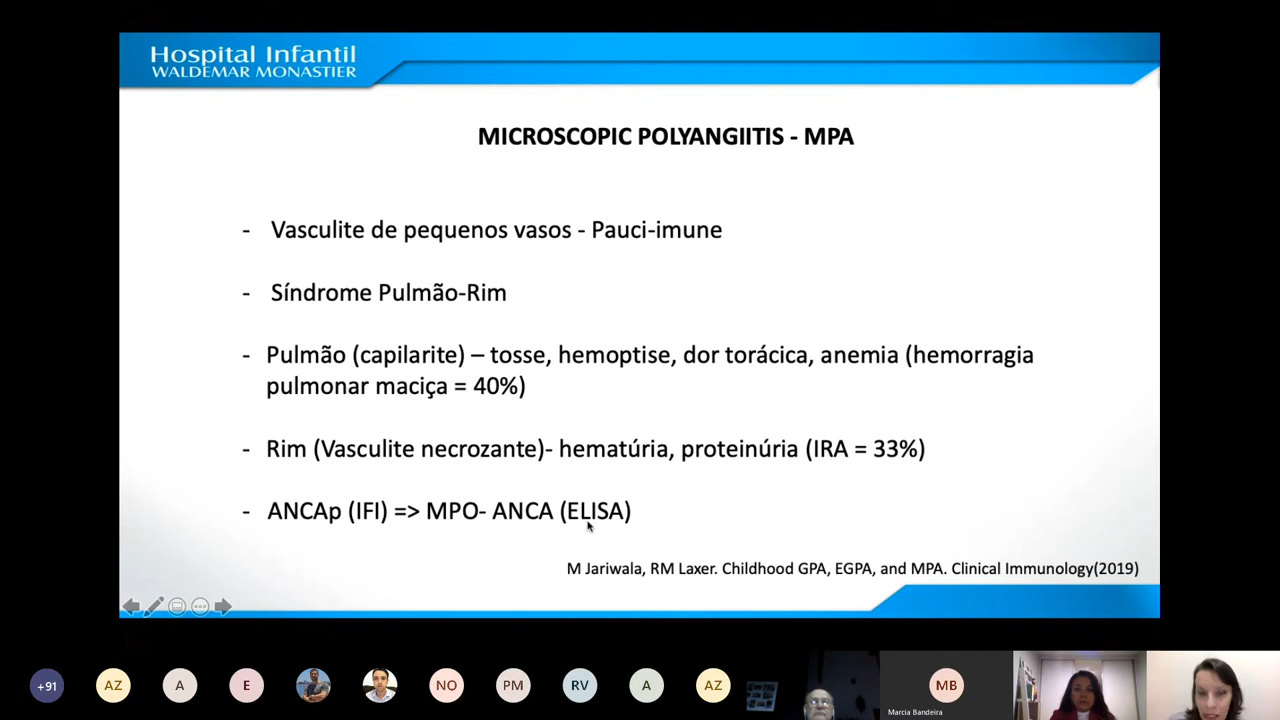 Hospital Infantil
WALDEMAR MONASTIER
MICROSCOPIC POLYANGIITIS - MPA
- Vasculite de pequenos vasos - Pauci-imune
- Síndrome Pulmão-Rim
- Pulmão (capilarite) – tosse, hemoptise, dor torácica, anemia (hemorragia
pulmonar maciça = 40%)
- Rim (Vasculite necrozante)- hematúria, proteinúria (IRA = 33%)
- ANCAp (IFI) => MPO- ANCA (ELISA)
M Jariwala, RM Laxer. Childhood GPA, EGPA, and MPA. Clinical Immunology(2019)
+91 AZ A E NO PM RV A AZ MB
Marcia Bandeira